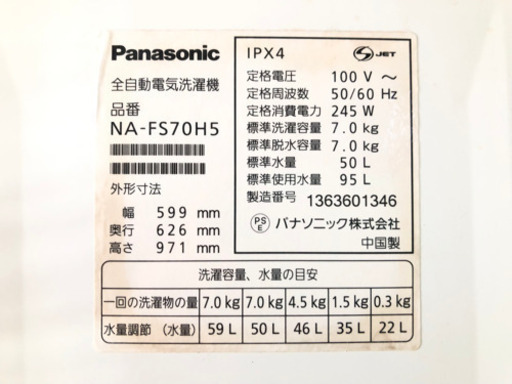 Panasonic
全自動電気洗濯機
品番
NA-FS70H5
外形寸法
幅 599 mm
奥行 626 mm
高さ 971 mm
IPX4
S JET
定格電圧 100 V ～
定格周波数 50/60 Hz
定格消費電力 245 W
標準洗濯容量 7.0 kg
標準脱水容量 7.0 kg
標準水量 50 L
標準使用水量 95 L
製造番号 1363601346
PSE パナソニック株式会社
中国製
洗濯容量、水量の目安
一回の洗濯物の量 7.0 kg 7.0 kg 4.5 kg 1.5 kg 0.3 kg
水量調節 (水量) 59 L 50 L 46 L 35 L 22 L